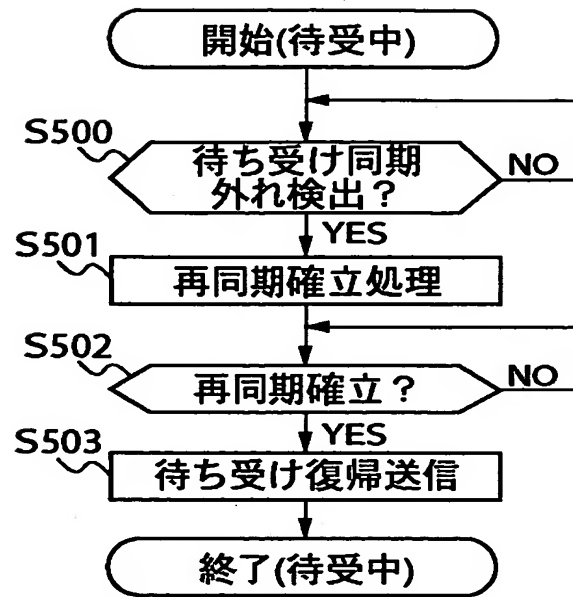 開始(待受中)
S500
待ち受け同期
外れ検出？
NO
YES
S501
再同期確立処理
S502
再同期確立？
NO
YES
S503
待ち受け復帰送信
終了(待受中)